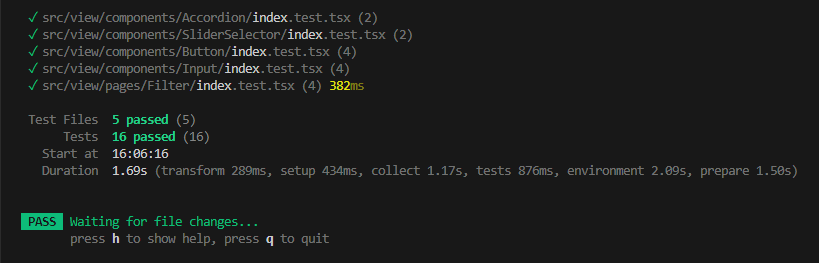 ✓ src/view/components/Accordion/index.test.tsx (2)
✓ src/view/components/SliderSelector/index.test.tsx (2)
✓ src/view/components/Button/index.test.tsx (4)
✓ src/view/components/Input/index.test.tsx (4)
✓ src/view/pages/Filter/index.test.tsx (4) 382ms
Test Files 5 passed (5)
Tests 16 passed (16)
Start at 16:06:16
Duration 1.69s (transform 289ms, setup 434ms, collect 1.17s, tests 876ms, environment 2.09s, prepare 1.50s)
PASS Waiting for file changes...
press h to show help, press q to quit